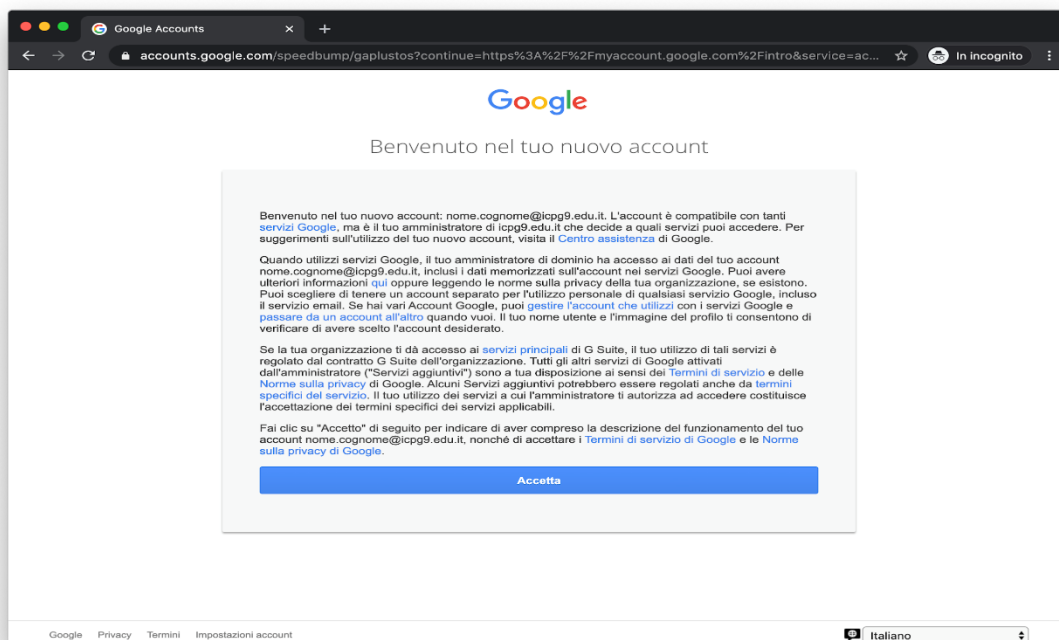 Google Accounts
accounts.google.com/speedbump/gaplustos?continue=https%3A%2F%2Fmyaccount.google.com%2Fintro&service=ac...
In incognito
Google
Benvenuto nel tuo nuovo account
Benvenuto nel tuo nuovo account: nome.cognome@icpg9.edu.it. L'account è compatibile con tanti
servizi Google, ma è il tuo amministratore di icpg9.edu.it che decide a quali servizi puoi accedere. Per
suggerimenti sull'utilizzo del tuo nuovo account, visita il Centro assistenza di Google.
Quando utilizzi servizi Google, il tuo amministratore di dominio ha accesso ai dati del tuo account
nome.cognome@icpg9.edu.it, inclusi i dati memorizzati sull'account nei servizi Google. Puoi avere
ulteriori informazioni qui oppure leggendo le norme sulla privacy della tua organizzazione, se esistono.
Puoi scegliere di tenere un account separato per l'utilizzo personale di qualsiasi servizio Google, incluso
il servizio email. Se hai vari Account Google, puoi gestire l'account che utilizzi con i servizi Google e
passare da un account all'altro quando vuoi. Il tuo nome utente e l'immagine del profilo ti consentono di
verificare di avere scelto l'account desiderato.
Se la tua organizzazione ti dà accesso ai servizi principali di G Suite, il tuo utilizzo di tali servizi è
regolato dal contratto G Suite dell'organizzazione. Tutti gli altri servizi di Google attivati
dall'amministratore ("Servizi aggiuntivi") sono a tua disposizione ai sensi dei Termini di servizio e delle
Norme sulla privacy di Google. Alcuni Servizi aggiuntivi potrebbero essere regolati anche da termini
specifici del servizio. Il tuo utilizzo dei servizi a cui l'amministratore ti autorizza ad accedere costituisce
l'accettazione dei termini specifici dei servizi applicabili.
Fai clic su "Accetto" di seguito per indicare di aver compreso la descrizione del funzionamento del tuo
account nome.cognome@icpg9.edu.it, nonché di accettare i Termini di servizio di Google e le Norme
sulla privacy di Google.
Accetta
Google Privacy Termini Impostazioni account
Italiano